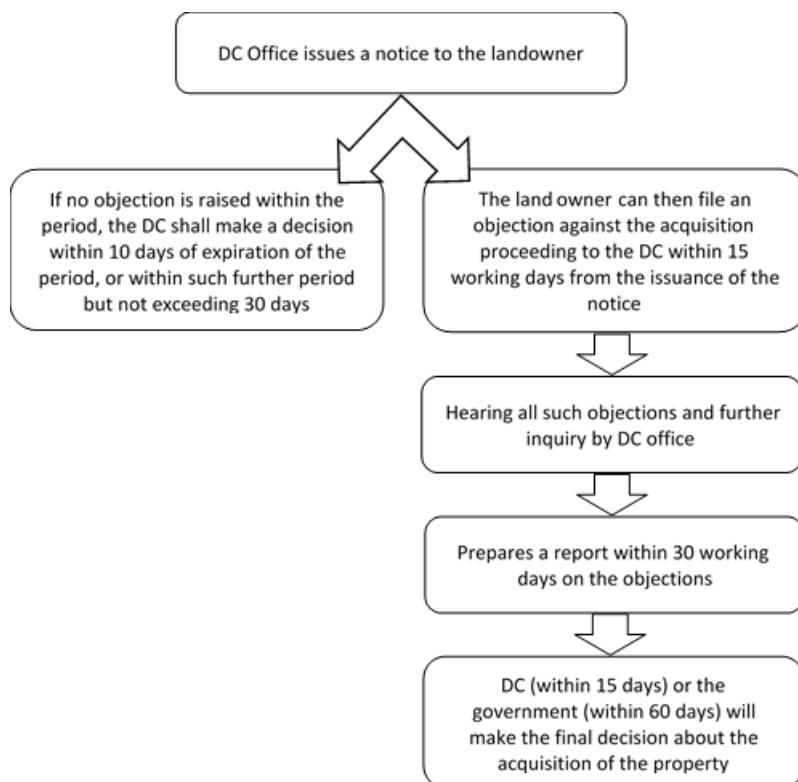 DC Office issues a notice to the landowner
If no objection is raised within the
period, the DC shall make a decision
within 10 days of expiration of the
period, or within such further period
but not exceeding 30 days
The land owner can then file an
objection against the acquisition
proceeding to the DC within 15
working days from the issuance of the
notice
Hearing all such objections and further
inquiry by DC office
Prepares a report within 30 working
days on the objections
DC (within 15 days) or the
government (within 60 days) will
make the final decision about the
acquisition of the property